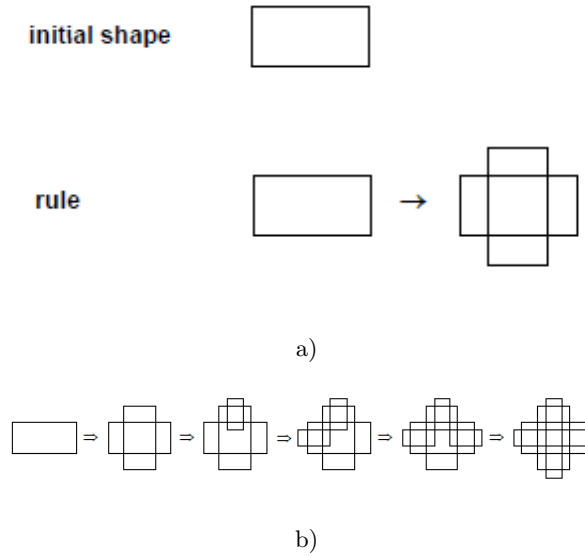 initial shape
rule →
a)
⇒ ⇒ ⇒ ⇒ ⇒
b)